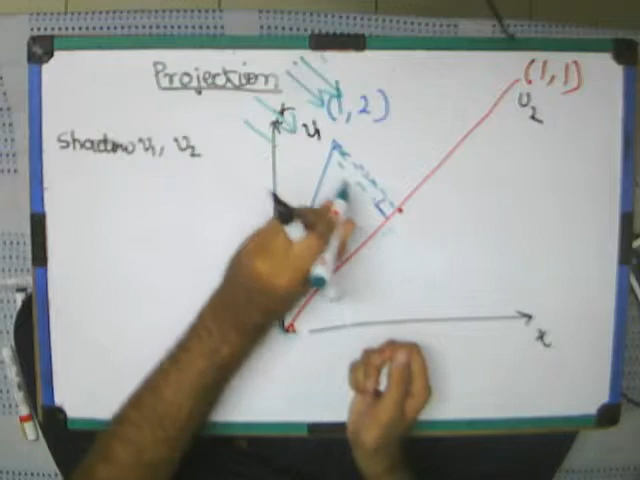 Projection
(1, 2)
(1, 1)
v1
v2
Shadow v1, v2
x